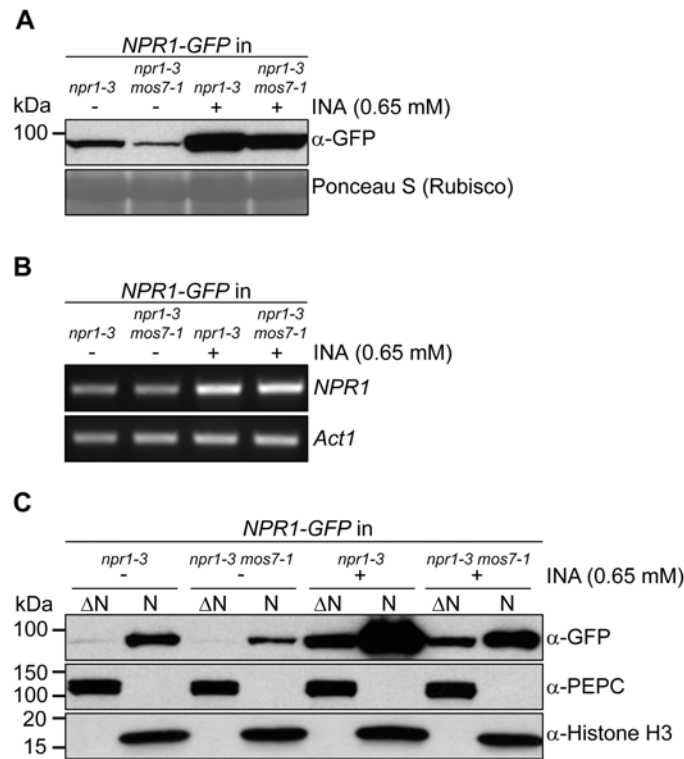 A
NPR1-GFP in
npr1-3 npr1-3 mos7-1 npr1-3 npr1-3 mos7-1
kDa - - + + INA (0.65 mM)
100 α-GFP
Ponceau S (Rubisco)
B
NPR1-GFP in
npr1-3 npr1-3 mos7-1 npr1-3 npr1-3 mos7-1
- - + + INA (0.65 mM)
NPR1
Act1
C
NPR1-GFP in
npr1-3 npr1-3 mos7-1 npr1-3 npr1-3 mos7-1
- - + + INA (0.65 mM)
kDa ΔN N ΔN N ΔN N ΔN N
100 α-GFP
150
100 α-PEPC
20
15 α-Histone H3